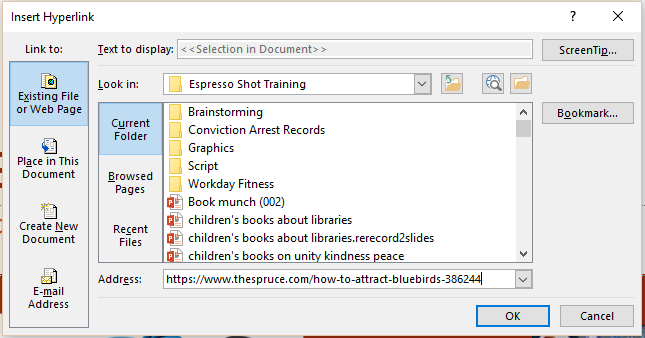 Insert Hyperlink
Link to:
Text to display: <<Selection in Document>>
ScreenTip...
Existing File
or Web Page
Look in: Espresso Shot Training
Current
Folder
Brainstorming
Conviction Arrest Records
Graphics
Script
Workday Fitness
Book munch (002)
children's books about libraries
children's books about libraries.rerecord2slides
children's books on unity kindness peace
Bookmark...
Place in This
Document
Browsed
Pages
Create New
Document
Recent
Files
E-mail
Address
Address: https://www.thespruce.com/how-to-attract-bluebirds-386244
OK
Cancel